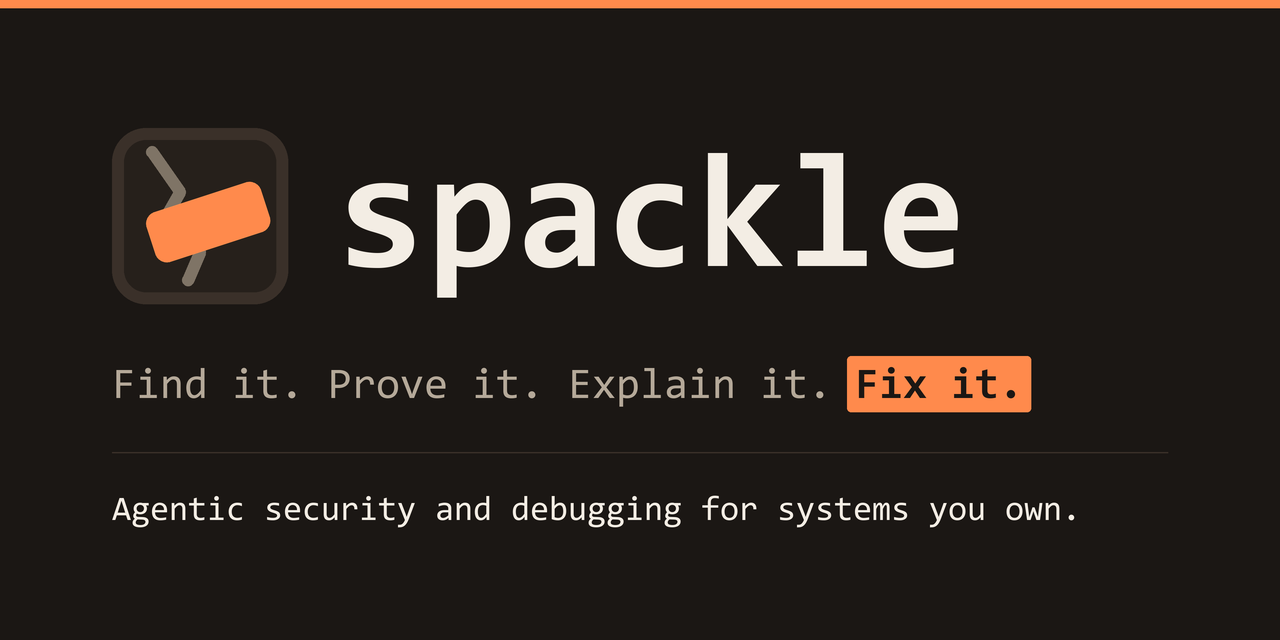 spackle
Find it. Prove it. Explain it. Fix it.
Agentic security and debugging for systems you own.